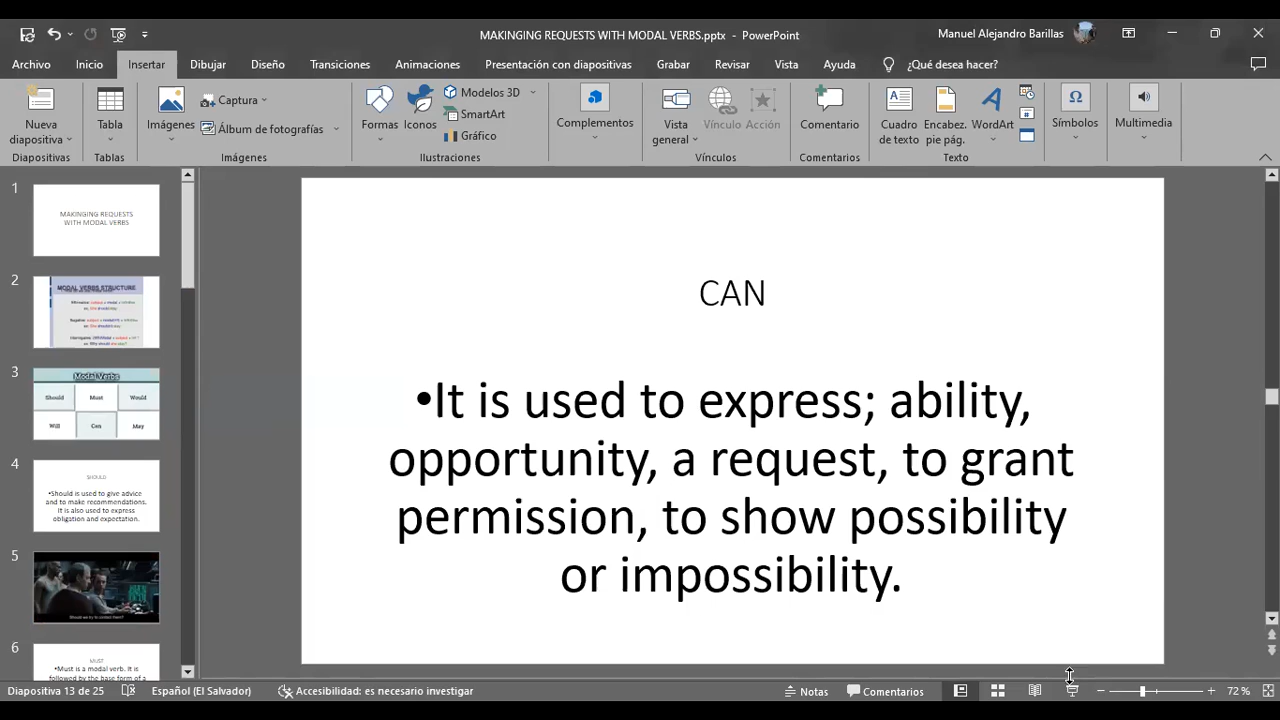 MAKINGING REQUESTS WITH MODAL VERBS.pptx - PowerPoint
Manuel Alejandro Barillas
Archivo Inicio Insertar Dibujar Diseño Transiciones Animaciones Presentación con diapositivas Grabar Revisar Vista Ayuda ¿Qué desea hacer?
Nueva diapositiva
Tabla
Imágenes
Captura
Álbum de fotografías
Formas
Iconos
Modelos 3D
SmartArt
Gráfico
Complementos
Vista general
Vínculo
Acción
Comentario
Cuadro de texto
Encabez. pie pág.
WordArt
Símbolos
Multimedia
Diapositivas Tablas Imágenes Ilustraciones Vínculos Comentarios Texto
1
MAKINGING REQUESTS
WITH MODAL VERBS
2
MODAL VERBS STRUCTURE
3
Modal Verbs
Should Must Would
Will Can May
4
SHOULD
•Should is used to give advice
and to make recommendations.
It is also used to express
obligation and expectation.
5
Should we try to contact them?
6
MUST
•Must is a modal verb. It is
followed by the base form of a
CAN
•It is used to express; ability,
opportunity, a request, to grant
permission, to show possibility
or impossibility.
Diapositiva 13 de 25 Español (El Salvador) Accesibilidad: es necesario investigar Notas Comentarios 72 %